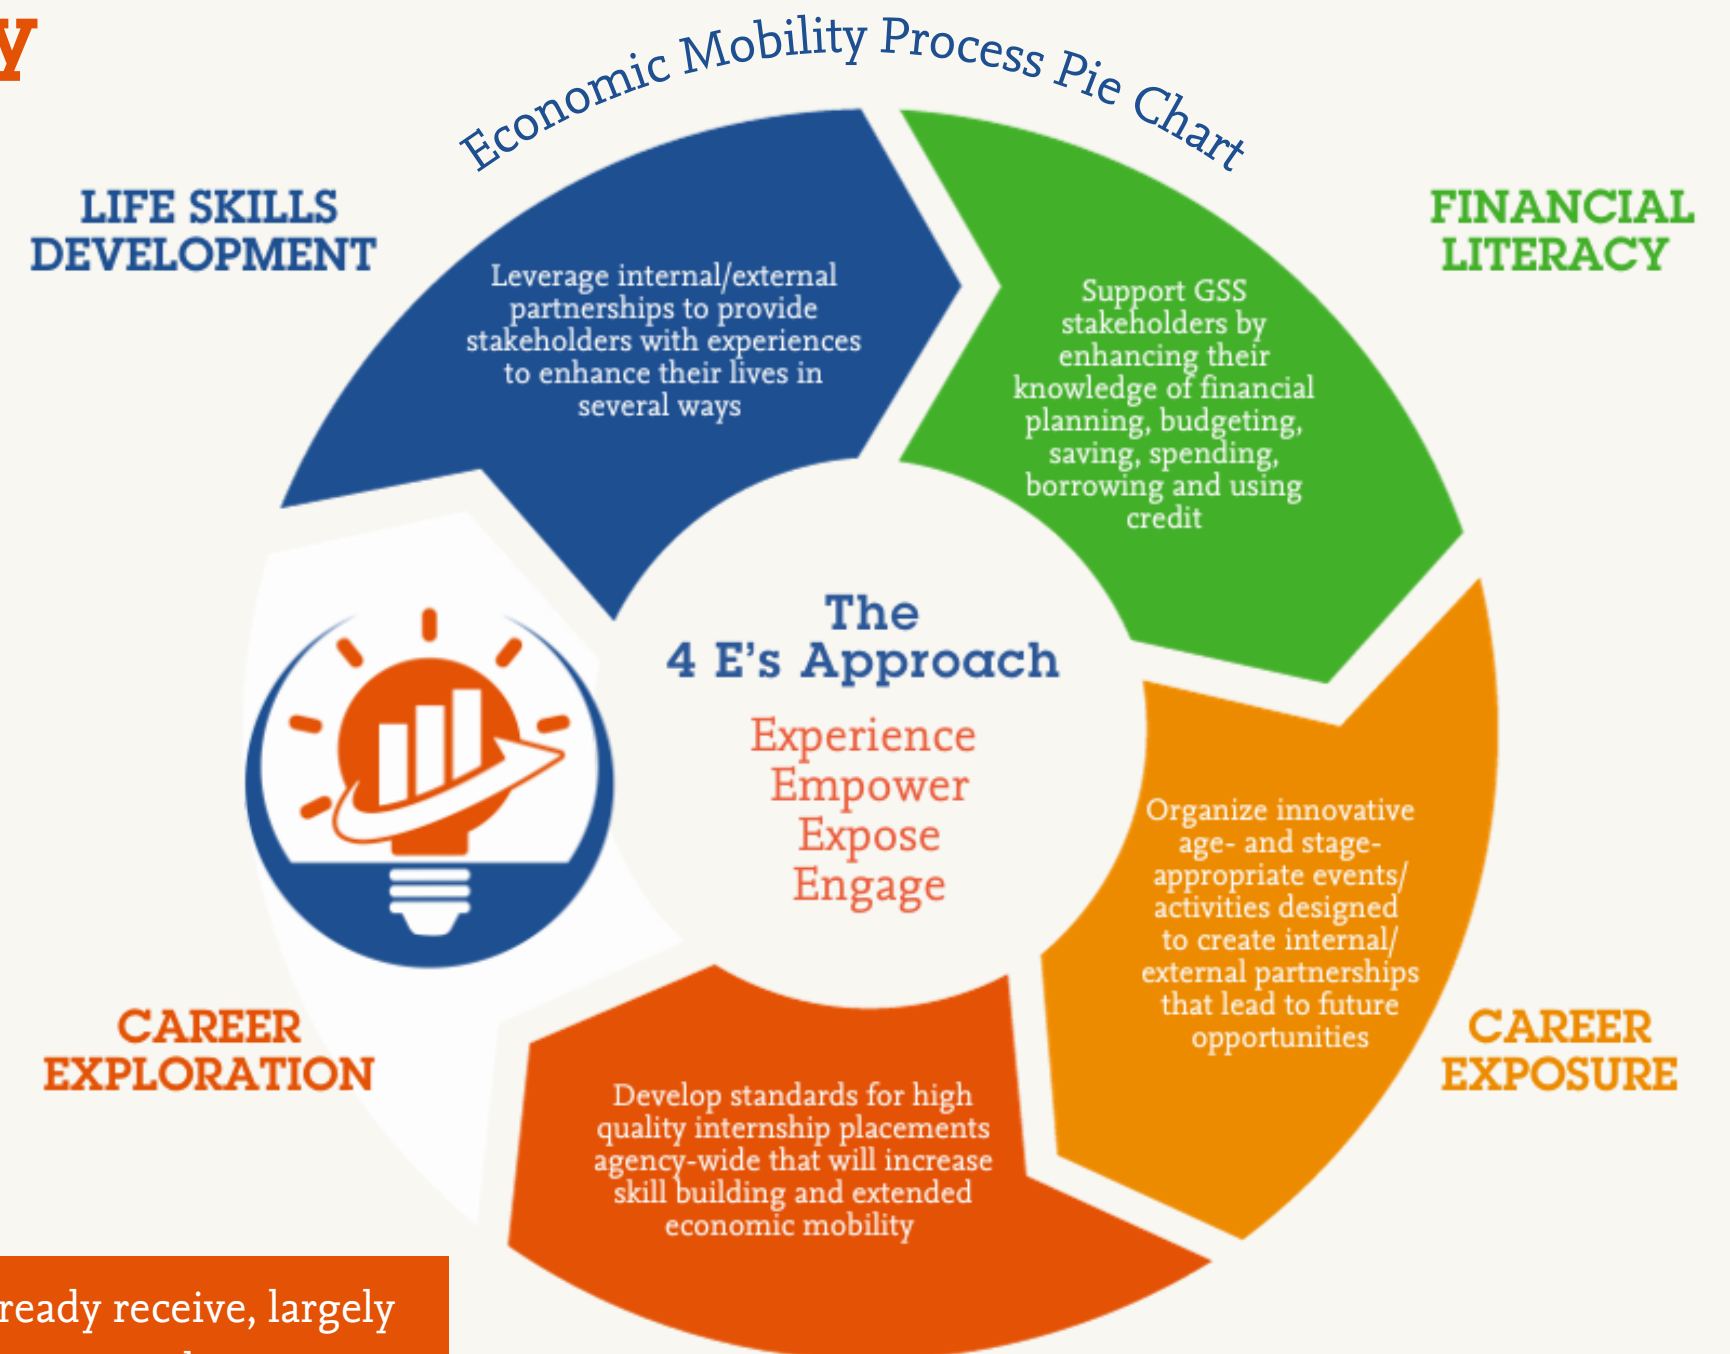 y
Economic Mobility Process Pie Chart
LIFE SKILLS
DEVELOPMENT
Leverage internal/external
partnerships to provide
stakeholders with experiences
to enhance their lives in
several ways
FINANCIAL
LITERACY
Support GSS
stakeholders by
enhancing their
knowledge of financial
planning, budgeting,
saving, spending,
borrowing and using
credit
The
4 E's Approach
Experience
Empower
Expose
Engage
Organize innovative
age- and stage-
appropriate events/
activities designed
to create internal/
external partnerships
that lead to future
opportunities
CAREER
EXPOSURE
CAREER
EXPLORATION
Develop standards for high
quality internship placements
agency-wide that will increase
skill building and extended
economic mobility
ready receive, largely